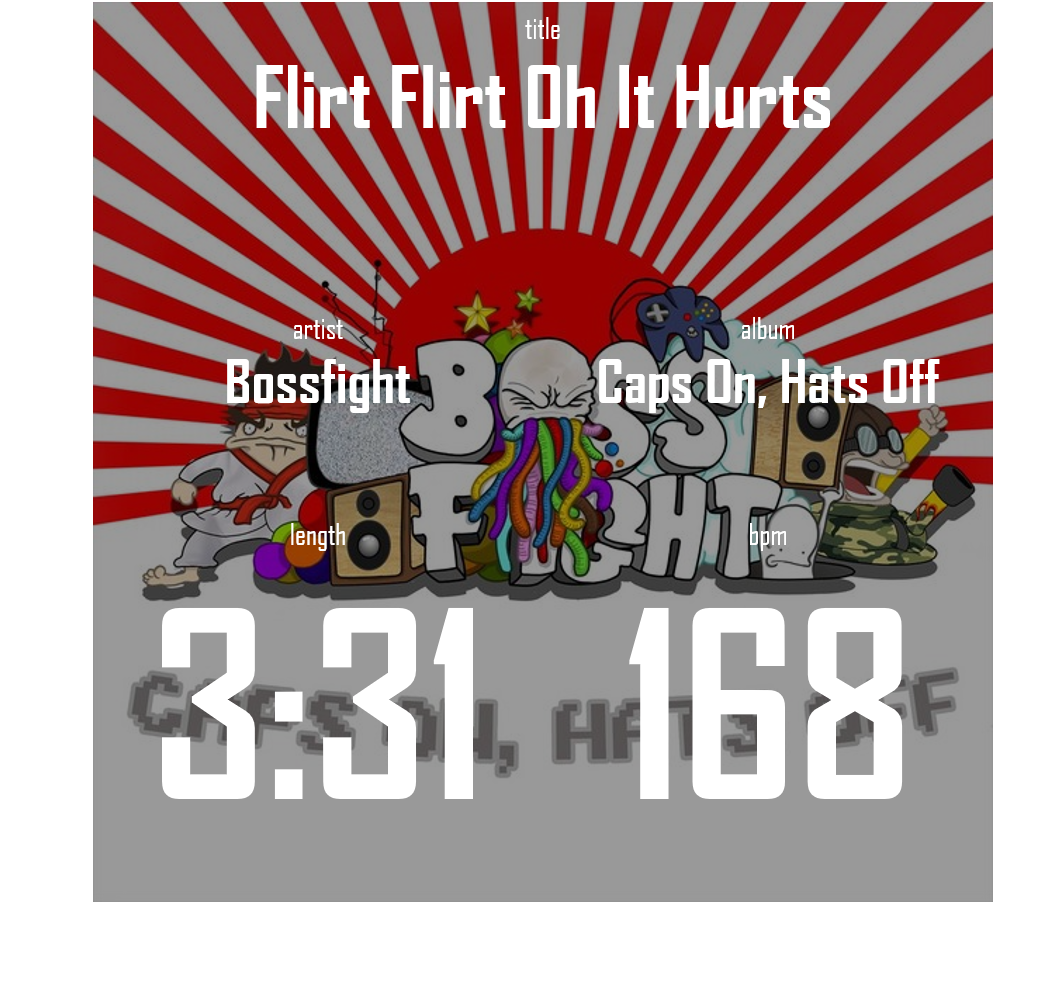 title
Flirt Flirt Oh It Hurts
artist
Bossfight
album
Caps On, Hats Off
BOSS
FIGHT
length
3:31
bpm
168
CAPS ON, HATS OFF